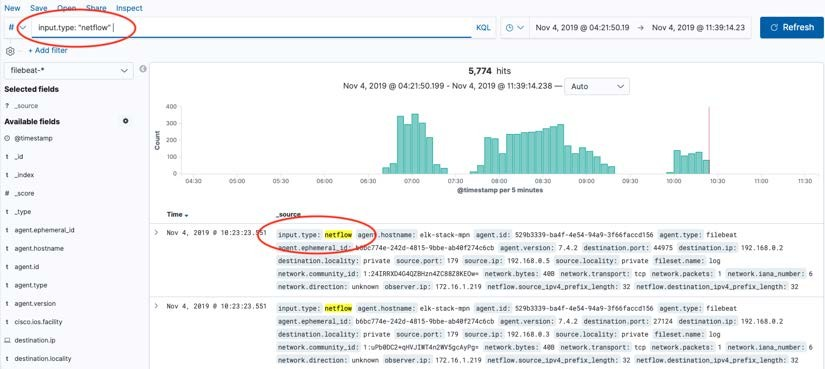 New Save Open Share Inspect
# input.type: "netflow" KQL Nov 4, 2019 @ 04:21:50.19 → Nov 4, 2019 @ 11:39:14.23 Refresh
+ Add filter
filebeat-*
5,774 hits
Nov 4, 2019 @ 04:21:50.199 - Nov 4, 2019 @ 11:39:14.238 — Auto
Selected fields
? _source
Available fields
@timestamp
t _id
t _index
# _score
t _type
t agent.ephemeral_id
t agent.hostname
t agent.id
t agent.type
t agent.version
t cisco.ios.facility
destination.ip
t destination.locality
Count
400
300
200
100
0
04:30 05:00 05:30 06:00 06:30 07:00 07:30 08:00 08:30 09:00 09:30 10:00 10:30 11:00 11:30
@timestamp per 5 minutes
Time _source
Nov 4, 2019 @ 10:23:23.551 input.type: netflow agent.hostname: elk-stack-mpn agent.id: 529b3339-ba4f-4e54-94a9-3f66faccd156 agent.type: filebeat
agent.ephemeral_id: b6bc774e-242d-4815-9bbe-ab40f274c6cb agent.version: 7.4.2 destination.port: 44975 destination.ip: 192.168.0.2
destination.locality: private source.port: 179 source.ip: 192.168.0.5 source.locality: private fileset.name: log
network.community_id: 1:24IRRXD4G4QZBHzn4ZC88Z8KEOw= network.bytes: 40B network.transport: tcp network.packets: 1 network.iana_number: 6
network.direction: unknown observer.ip: 172.16.1.219 netflow.source_ipv4_prefix_length: 32 netflow.destination_ipv4_prefix_length: 32
Nov 4, 2019 @ 10:23:23.551 input.type: netflow agent.hostname: elk-stack-mpn agent.id: 529b3339-ba4f-4e54-94a9-3f66faccd156 agent.type: filebeat
agent.ephemeral_id: b6bc774e-242d-4815-9bbe-ab40f274c6cb agent.version: 7.4.2 destination.port: 27124 destination.ip: 192.168.0.2
destination.locality: private source.port: 179 source.ip: 192.168.0.3 source.locality: private fileset.name: log
network.community_id: 1:uPb0DC2+qHVJIWT4n2WV5gcAyPg= network.bytes: 40B network.transport: tcp network.packets: 1 network.iana_number: 6
network.direction: unknown observer.ip: 172.16.1.219 netflow.source_ipv4_prefix_length: 32 netflow.destination_ipv4_prefix_length: 32